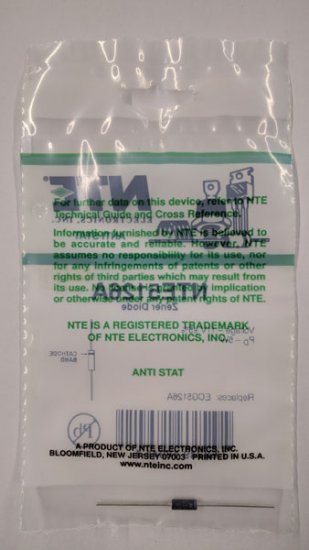 For further data on this device, refer to NTE
Technical Guide and Cross Reference.
Information furnished by NTE is believed to
be accurate and reliable. However, NTE
assumes no responsibility for its use, nor
for any infringements of patents or other
rights of third parties which may result from
its use. No license is granted by implication
or otherwise under any patent rights of NTE.
NTE
ELECTRONICS, INC.
NTE5126A
Zener Diode
NTE IS A REGISTERED TRADEMARK
OF NTE ELECTRONICS, INC.
CATHODE
BAND
ANTI STAT
Replaces: ECG5126A
Pb
A PRODUCT OF NTE ELECTRONICS, INC.
BLOOMFIELD, NEW JERSEY 07003 PRINTED IN U.S.A.
www.nteinc.com